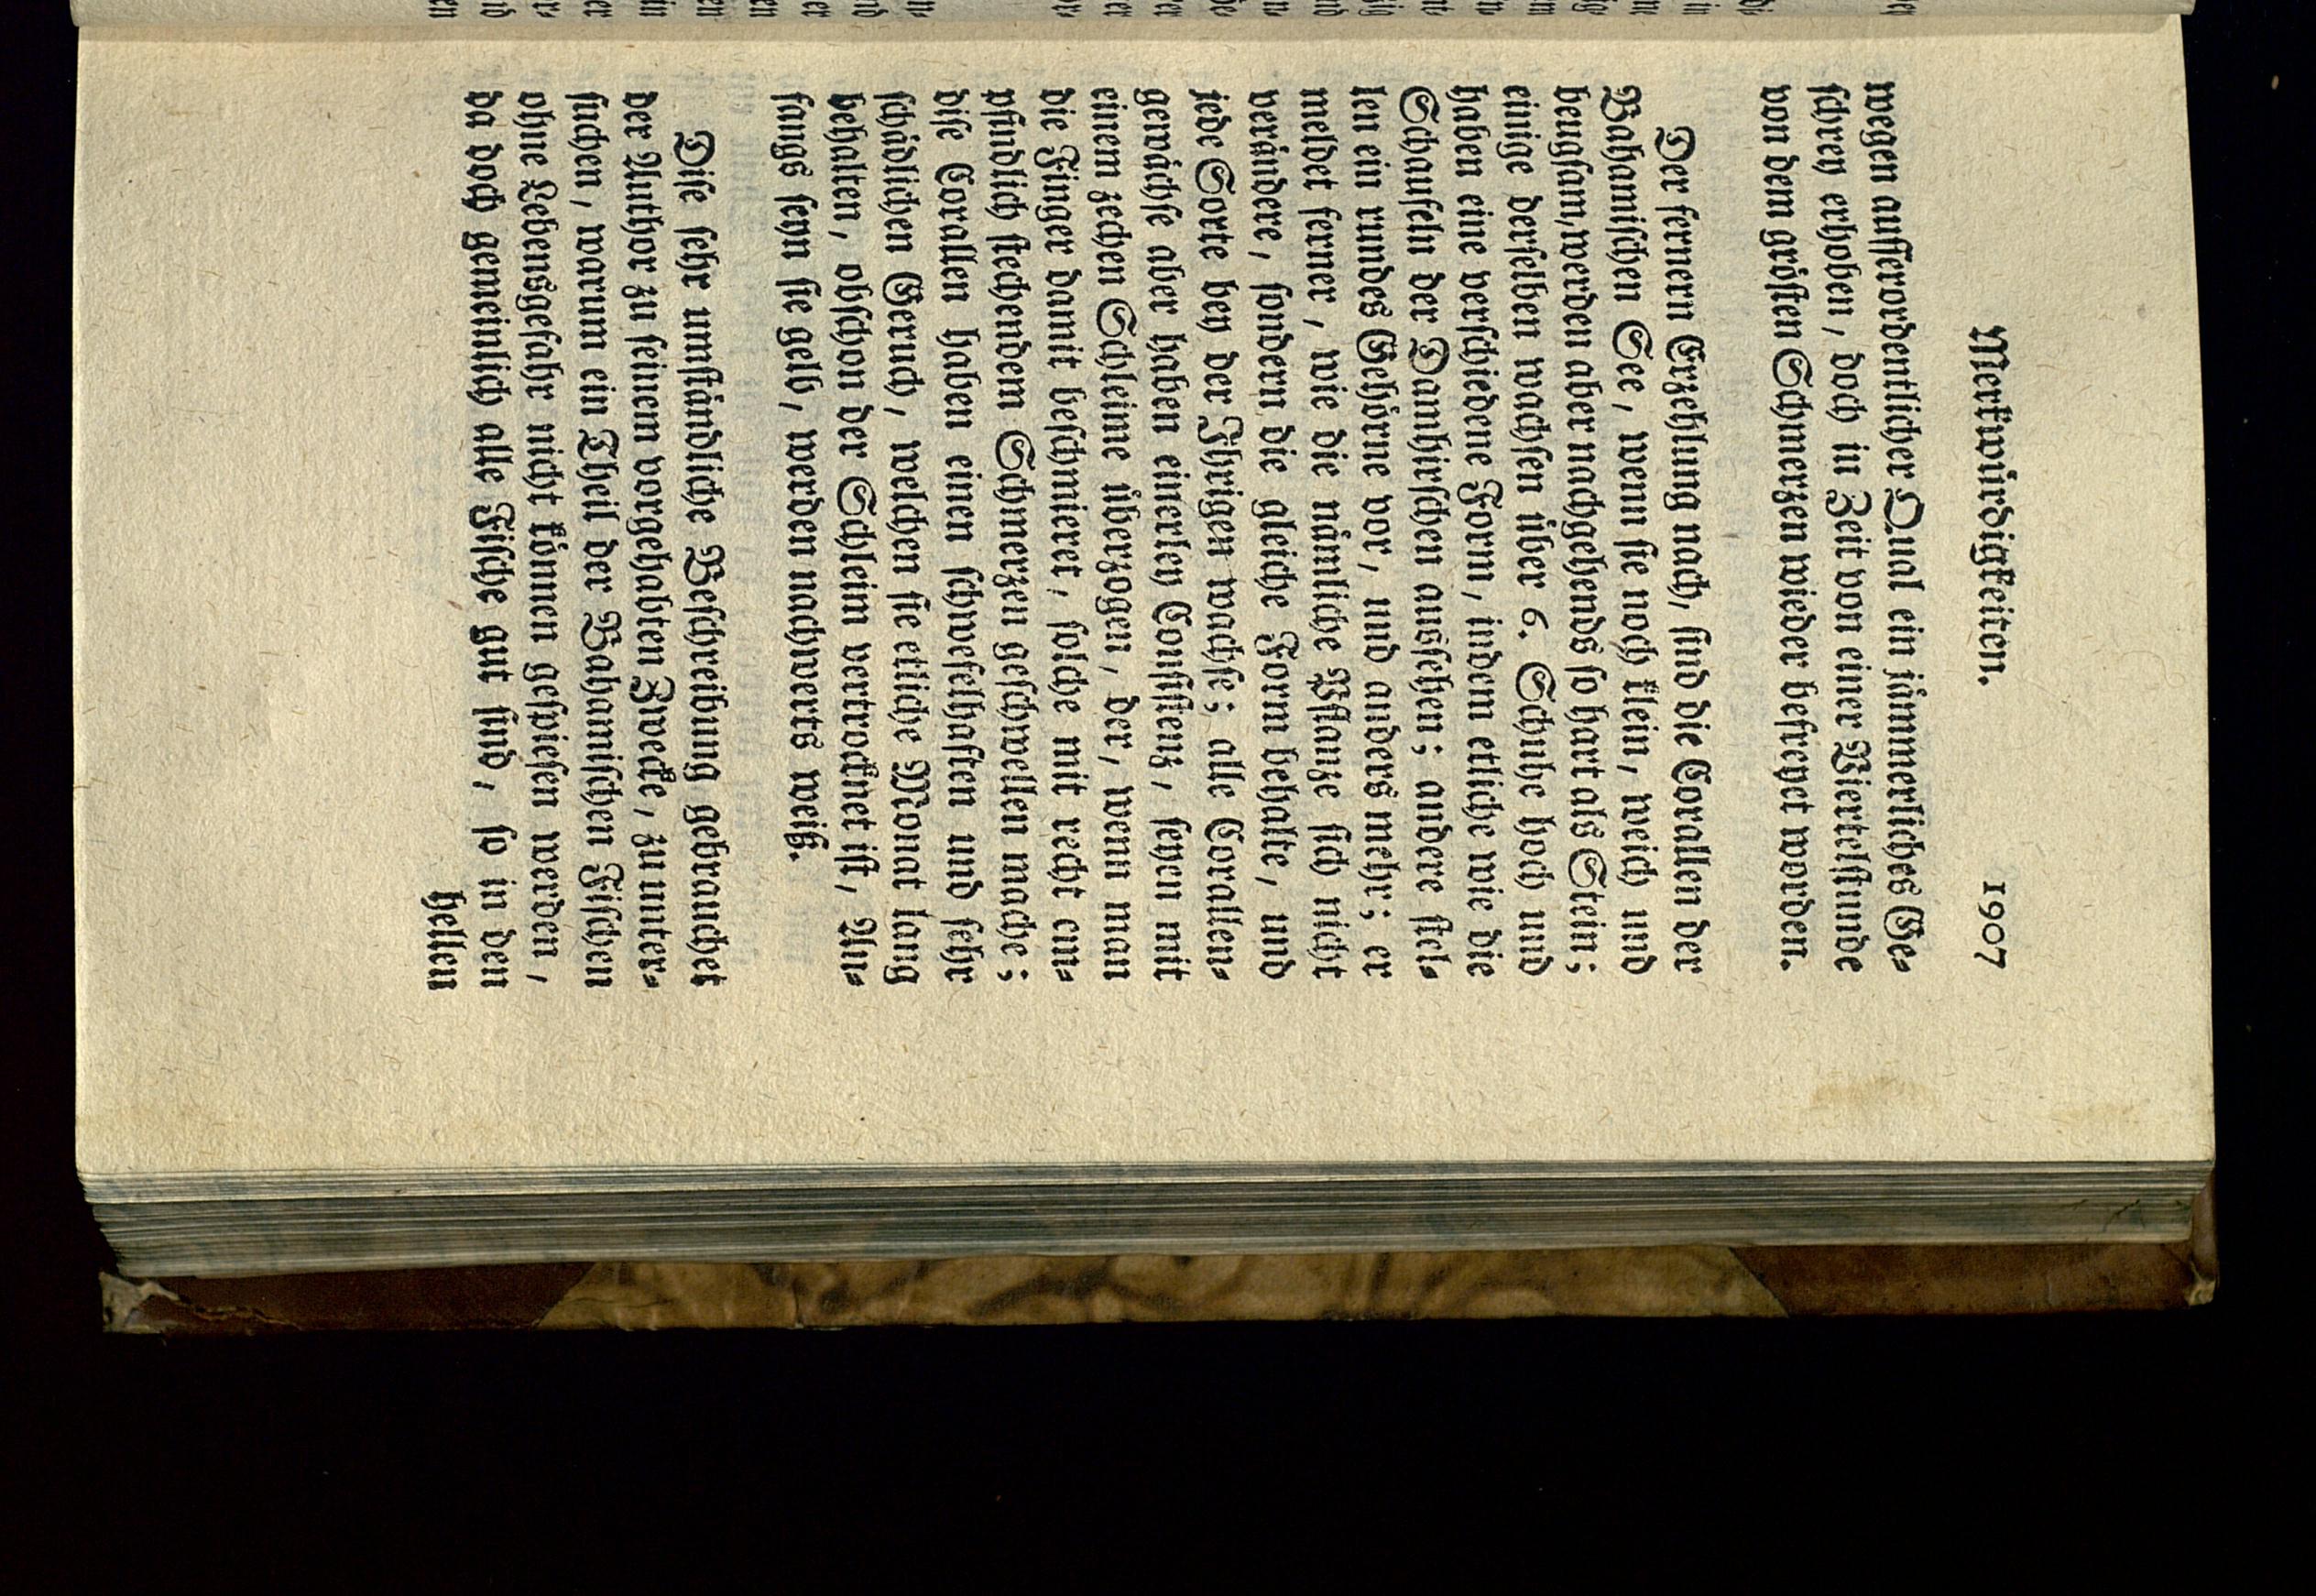 Merkwürdigkeiten. 1907
wegen ausserordentlicher Qual ein jämmerliches Ge-
schrey erhoben, doch in Zeit von einer Viertelstunde
von dem grösten Schmerzen wieder befreyet worden.
Der fernern Erzehlung nach, sind die Corallen der
Bahamischen See, wenn sie noch klein, weich und
beugsam, werden aber nachgehends so hart als Stein;
einige derselben wachsen über 6. Schuhe hoch und
haben eine verschiedene Form, indem etliche wie die
Schaufeln der Damhirschen aussehen; andere stel-
len ein rundes Gehörne vor, und anders mehr; er
meldet ferner, wie die nämliche Pflanze sich nicht
verändere, sondern die gleiche Form behalte, und
jede Sorte bey der Ihrigen wachse; alle Corallen-
gewächse aber haben einerley Consistenz, seyen mit
einem zechen Schleime überzogen, der, wenn man
die Finger damit beschmieret, solche mit recht em-
pfindlich stechendem Schmerzen geschwellen mache;
dise Corallen haben einen schwefelhaften und sehr
schädlichen Geruch, welchen sie etliche Monat lang
behalten, obschon der Schleim vertrocknet ist, An-
fangs seyn sie gelb, werden nachwerts weiß.
Dise sehr umständliche Beschreibung gebrauchet
der Author zu seinem vorgehabten Zwecke, zu unter-
suchen, warum ein Theil der Bahamischen Fischen
ohne Lebensgefahr nicht können gespiesen werden,
da doch gemeinlich alle Fische gut sind, so in den
hellen